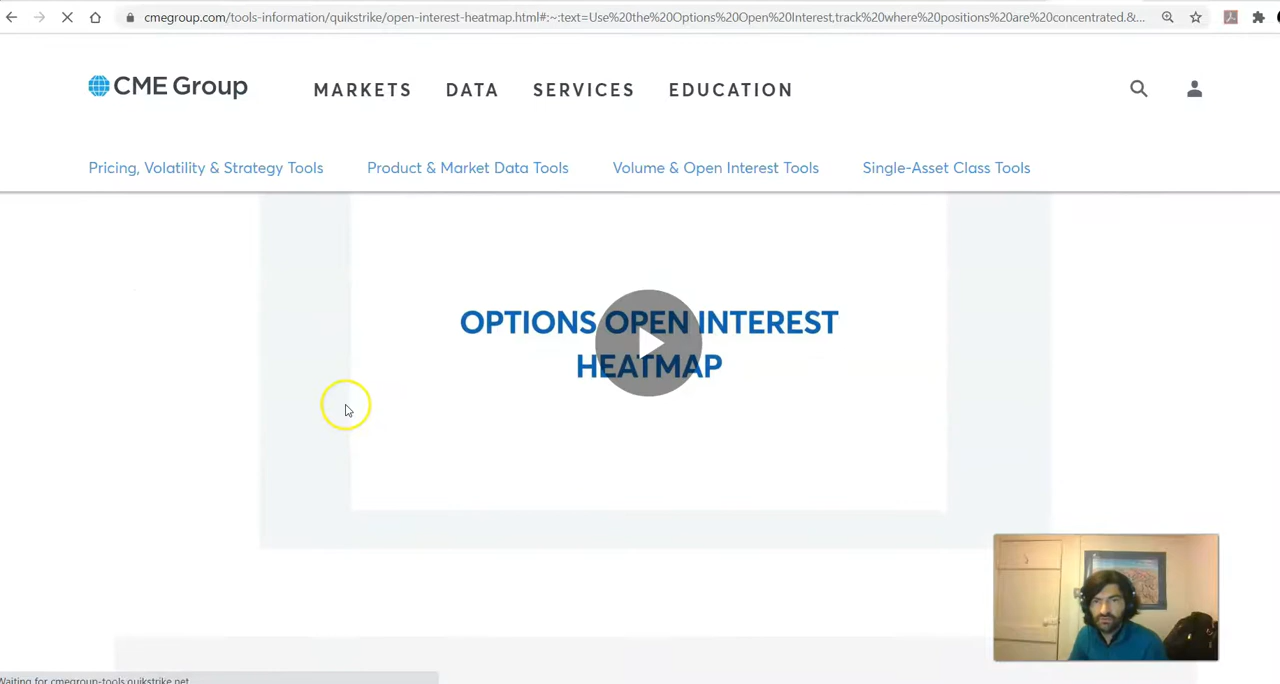 cmegroup.com/tools-information/quikstrike/open-interest-heatmap.html#:~:text=Use%20the%20Options%20Open%20Interest,track%20where%20positions%20are%20concentrated.&...
CME Group MARKETS DATA SERVICES EDUCATION
Pricing, Volatility & Strategy Tools Product & Market Data Tools Volume & Open Interest Tools Single-Asset Class Tools
OPTIONS OPEN INTEREST
HEATMAP
Waiting for cmegroup-tools.quikstrike.net